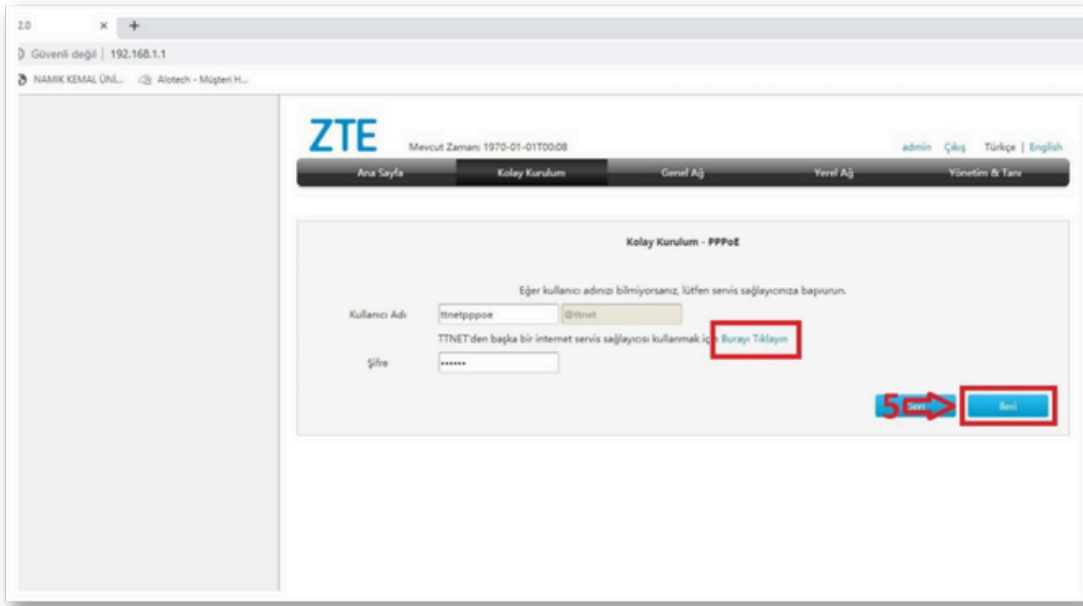 2.0
Güvenli değil | 192.168.1.1
NAMIK KEMAL ÜNİ... Alotech - Müşteri H...
ZTE
Mevcut Zaman: 1970-01-01T00:08
admin Çıkış Türkçe | English
Ana Sayfa Kolay Kurulum Genel Ağ Yerel Ağ Yönetim & Tanı
Kolay Kurulum - PPPoE
Eğer kullanıcı adınızı bilmiyorsanız, lütfen servis sağlayıcınıza başvurun.
Kullanıcı Adı ttnetpppoe @ttnet
TTNET'den başka bir internet servis sağlayıcısı kullanmak için Burayı Tıklayın
Şifre ••••••
5 İleri